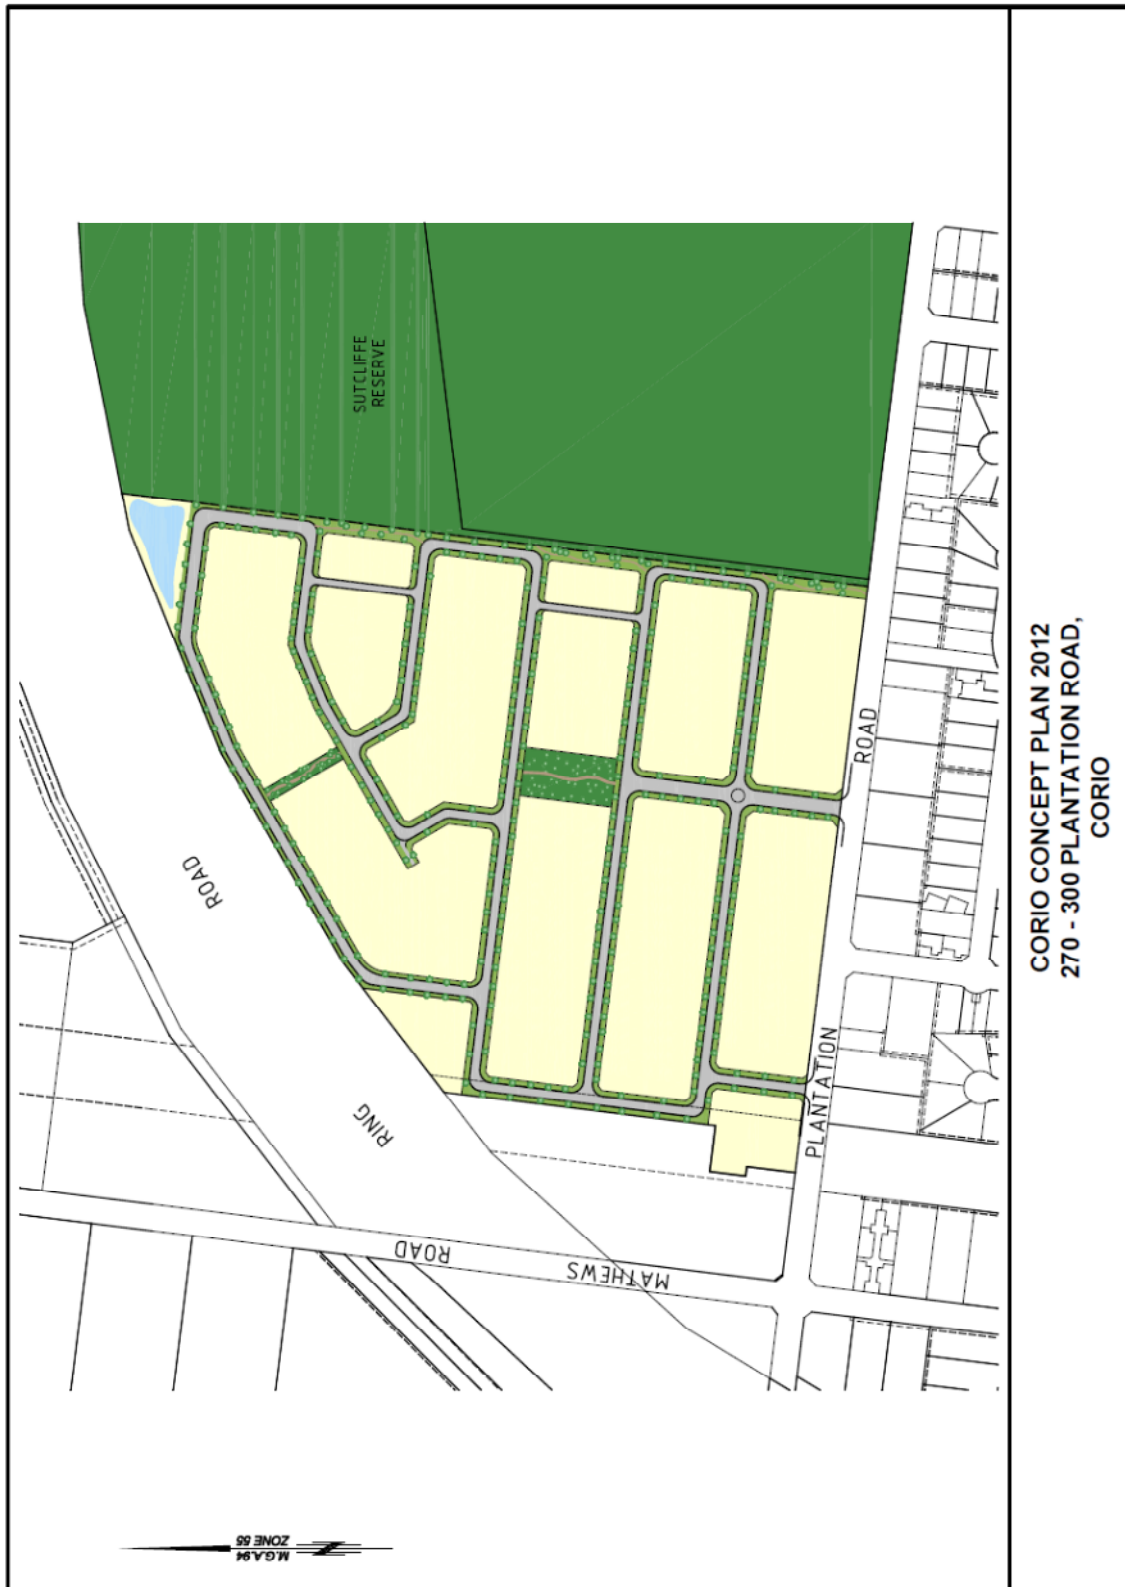 SUTCLIFFE
RESERVE
ROAD
RING
ROAD
MATHEWS
ROAD
PLANTATION
M.G.A.94
ZONE 55
CORIO CONCEPT PLAN 2012
270 - 300 PLANTATION ROAD,
CORIO